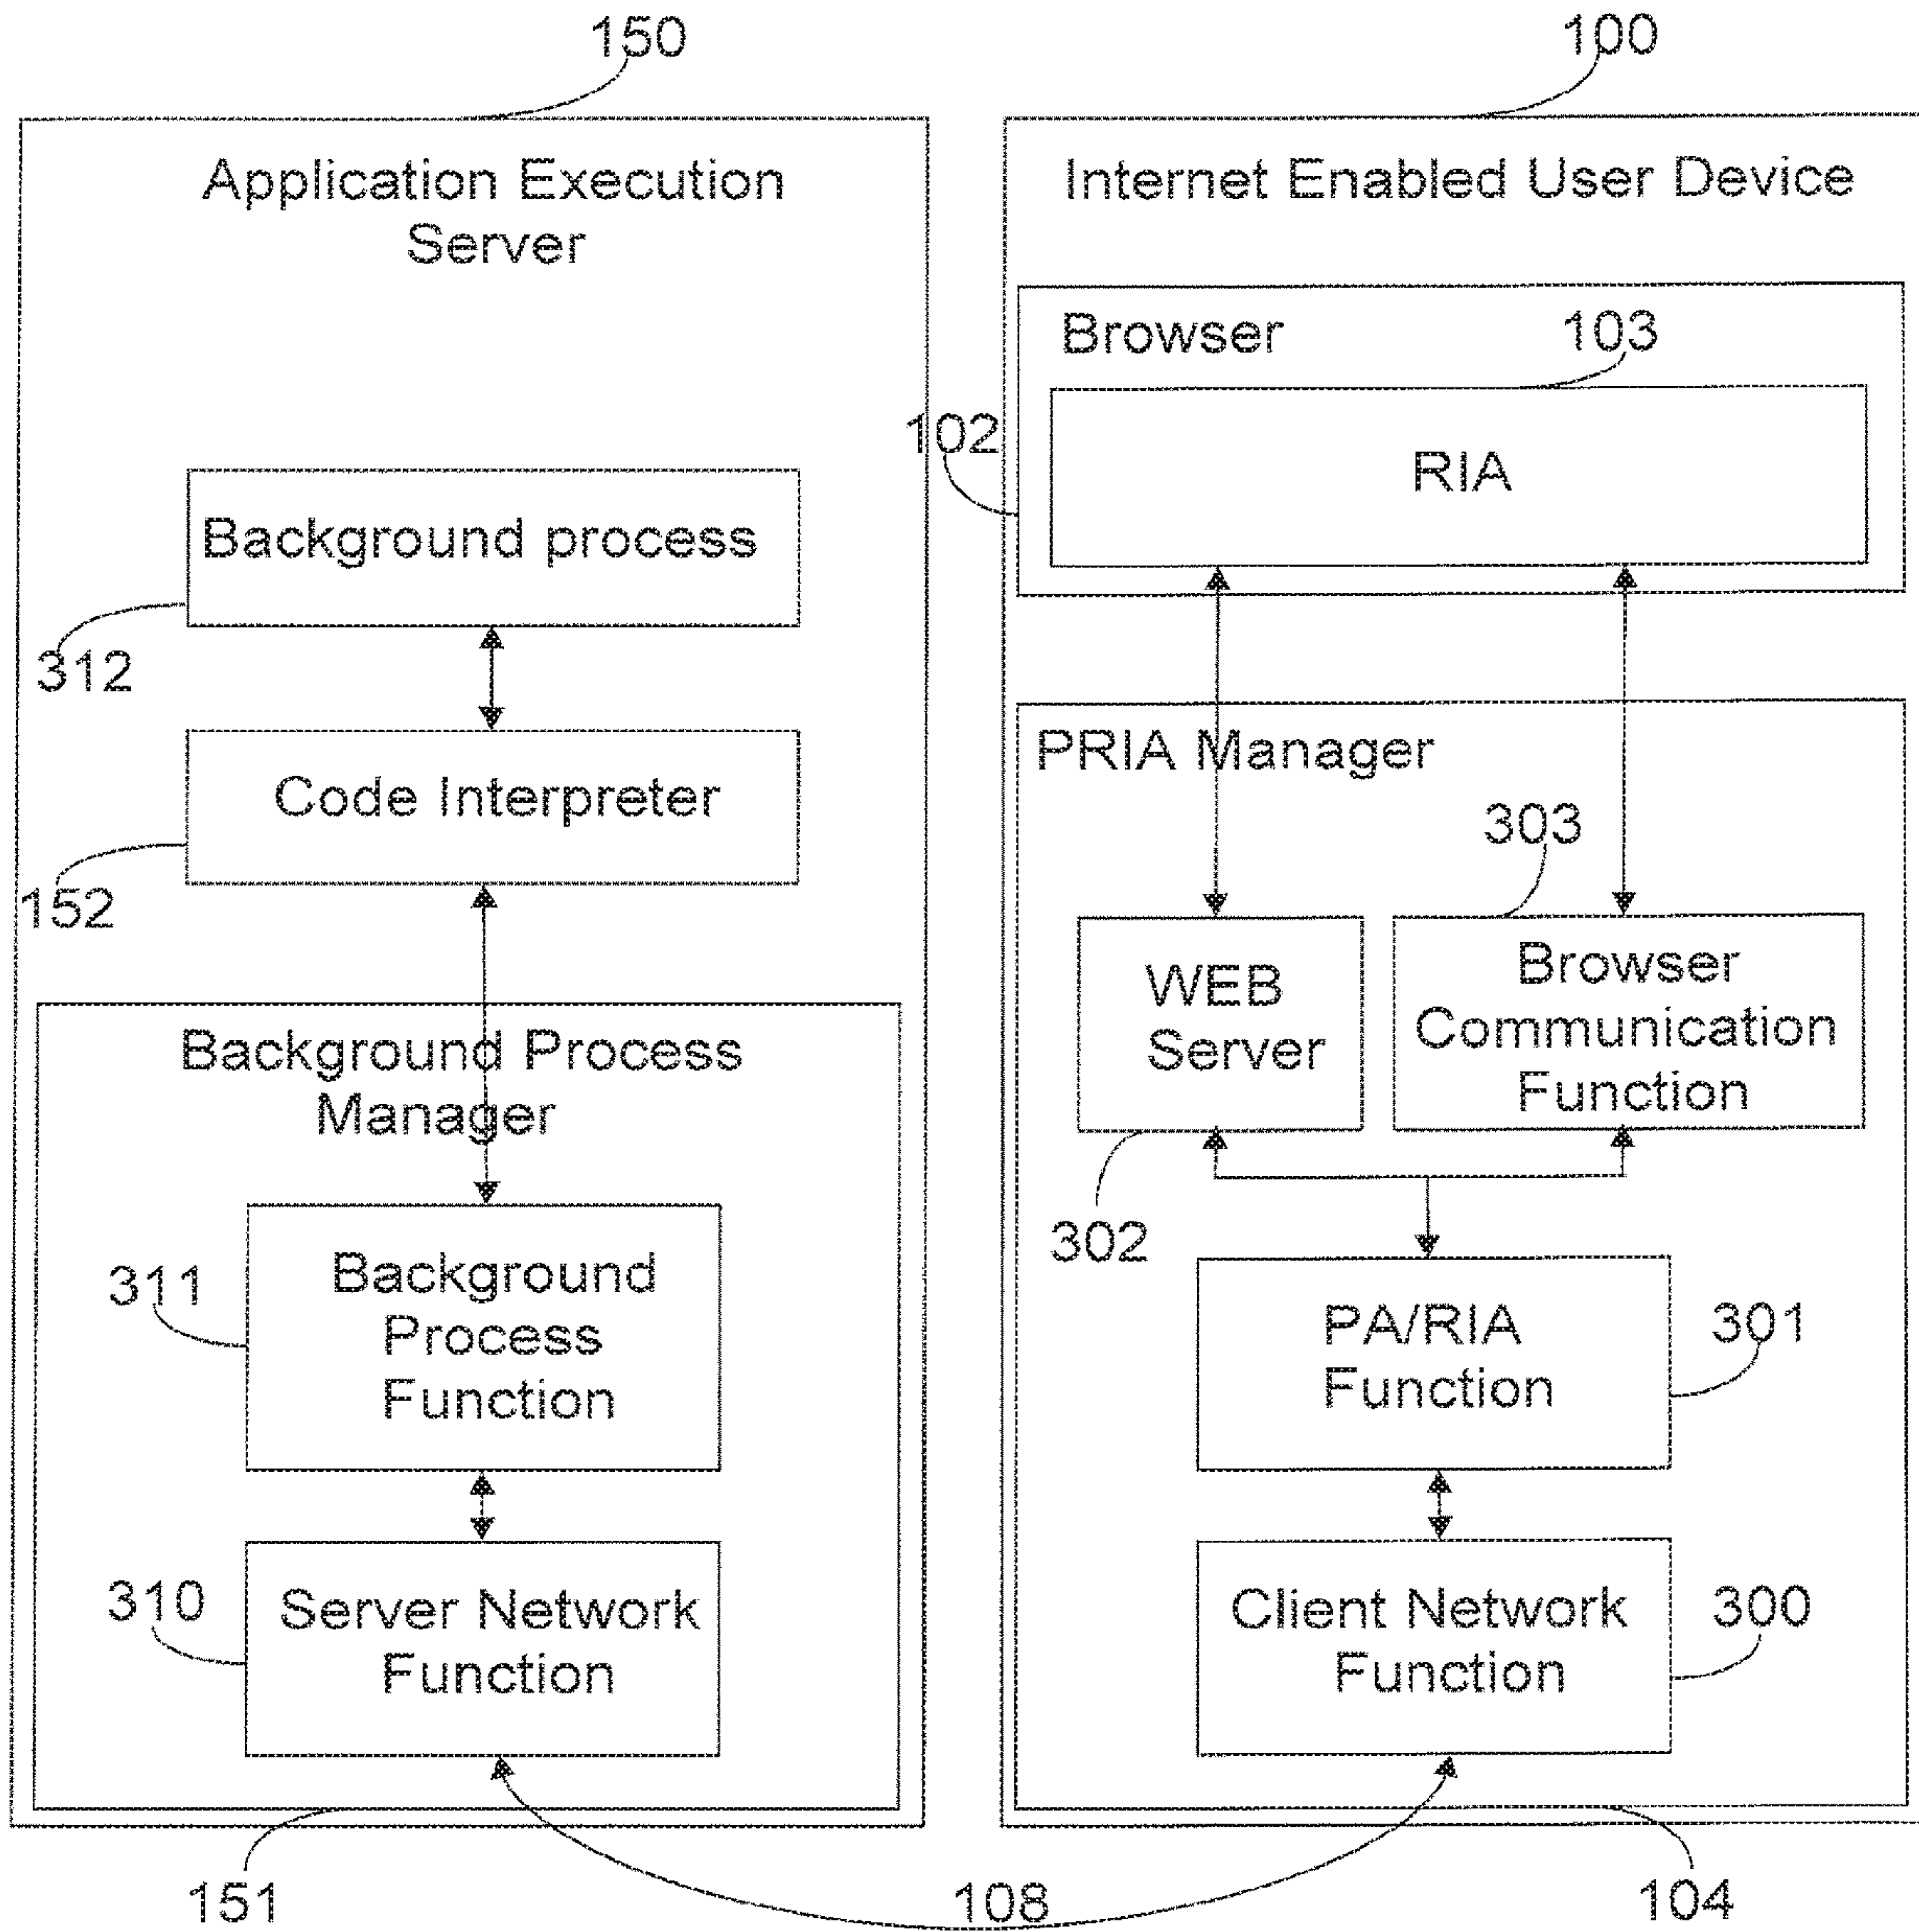 150
100
Application Execution
Server
Internet Enabled User Device
Browser
103
102
RIA
Background process
312
PRIA Manager
Code Interpreter
152
303
WEB
Server
Browser
Communication
Function
Background Process
Manager
302
311
Background
Process
Function
PA/RIA
Function
301
310
Server Network
Function
Client Network
Function
300
151
108
104